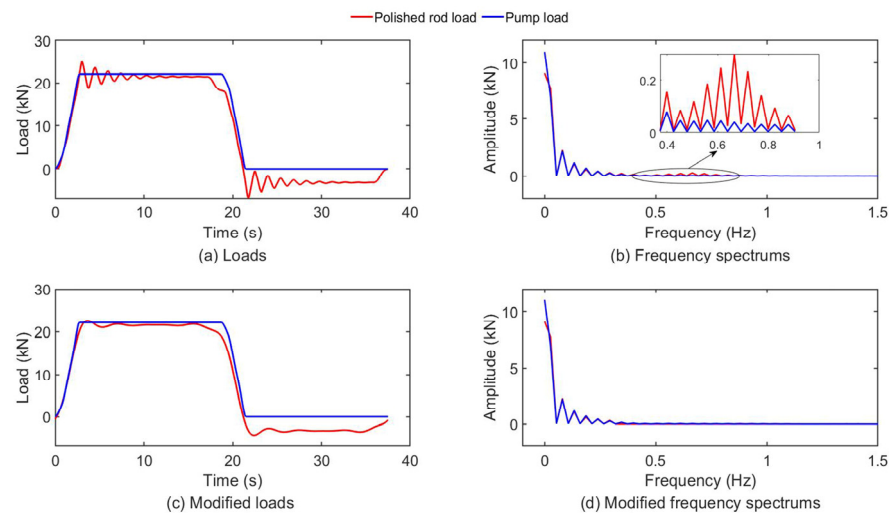 Polished rod load Pump load
30
20
10
0
Load (kN)
0 10 20 30 40
Time (s)
(a) Loads
10
5
0
Amplitude (kN)
0.2
0
0.4 0.6 0.8 1
0 0.5 1 1.5
Frequency (Hz)
(b) Frequency spectrums
30
20
10
0
Load (kN)
0 10 20 30 40
Time (s)
(c) Modified loads
10
5
0
Amplitude (kN)
0 0.5 1 1.5
Frequency (Hz)
(d) Modified frequency spectrums